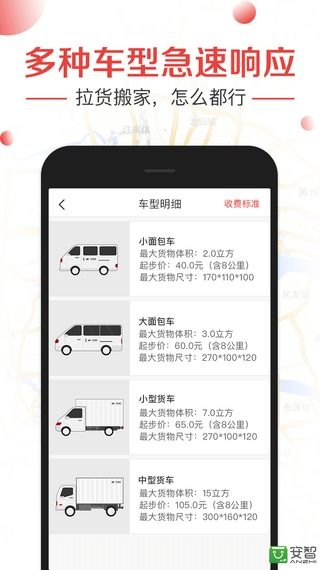 多种车型急速响应
拉货搬家，怎么都行
车型明细
收费标准
小面包车
最大货物体积：2.0立方
起步价：40.0元（含8公里）
最大货物尺寸：170*110*100
大面包车
最大货物体积：3.0立方
起步价：60.0元（含8公里）
最大货物尺寸：270*100*120
小型货车
最大货物体积：7.0立方
起步价：65.0元（含8公里）
最大货物尺寸：270*100*120
中型货车
最大货物体积：15立方
起步价：105.0元（含8公里）
最大货物尺寸：300*160*120
安智
ANZHI